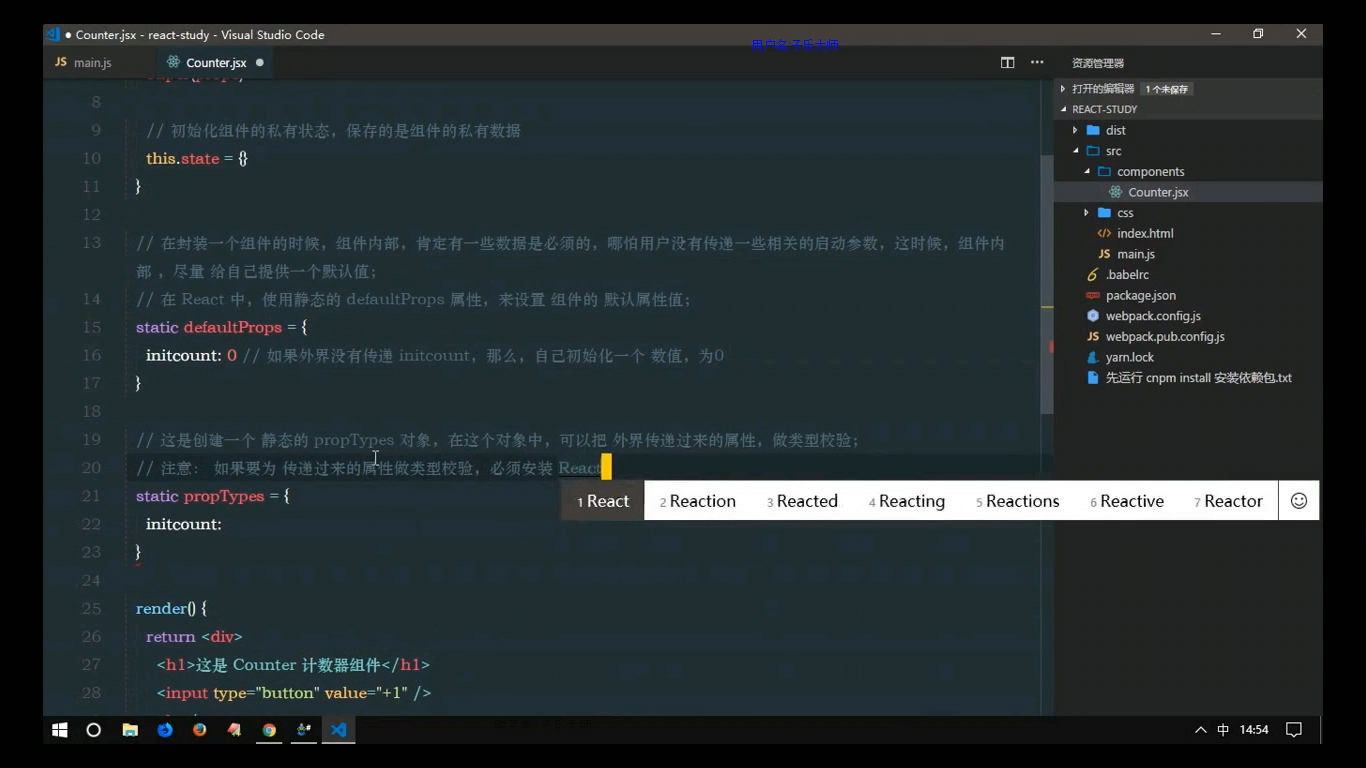 ● Counter.jsx - react-study - Visual Studio Code
JS main.js
Counter.jsx ●
资源管理器
打开的编辑器 1 个未保存
REACT-STUDY
dist
src
components
Counter.jsx
css
index.html
JS main.js
.babelrc
package.json
webpack.config.js
JS webpack.pub.config.js
yarn.lock
先运行 cnpm install 安装依赖包.txt
8
9 // 初始化组件的私有状态，保存的是组件的私有数据
10 this.state = {}
11 }
12
13 // 在封装一个组件的时候，组件内部，肯定有一些数据是必须的，哪怕用户没有传递一些相关的启动参数，这时候，组件内
部 ，尽量 给自己提供一个默认值；
14 // 在 React 中，使用静态的 defaultProps 属性，来设置 组件的 默认属性值；
15 static defaultProps = {
16 initcount: 0 // 如果外界没有传递 initcount，那么，自己初始化一个 数值，为0
17 }
18
19 // 这是创建一个 静态的 propTypes 对象，在这个对象中，可以把 外界传递过来的属性，做类型校验；
20 // 注意： 如果要为 传递过来的属性做类型校验，必须安装 React
1 React 2 Reaction 3 Reacted 4 Reacting 5 Reactions 6 Reactive 7 Reactor
21 static propTypes = {
22 initcount:
23 }
24
25 render() {
26 return <div>
27 <h1>这是 Counter 计数器组件</h1>
28 <input type="button" value="+1" />
中 14:54